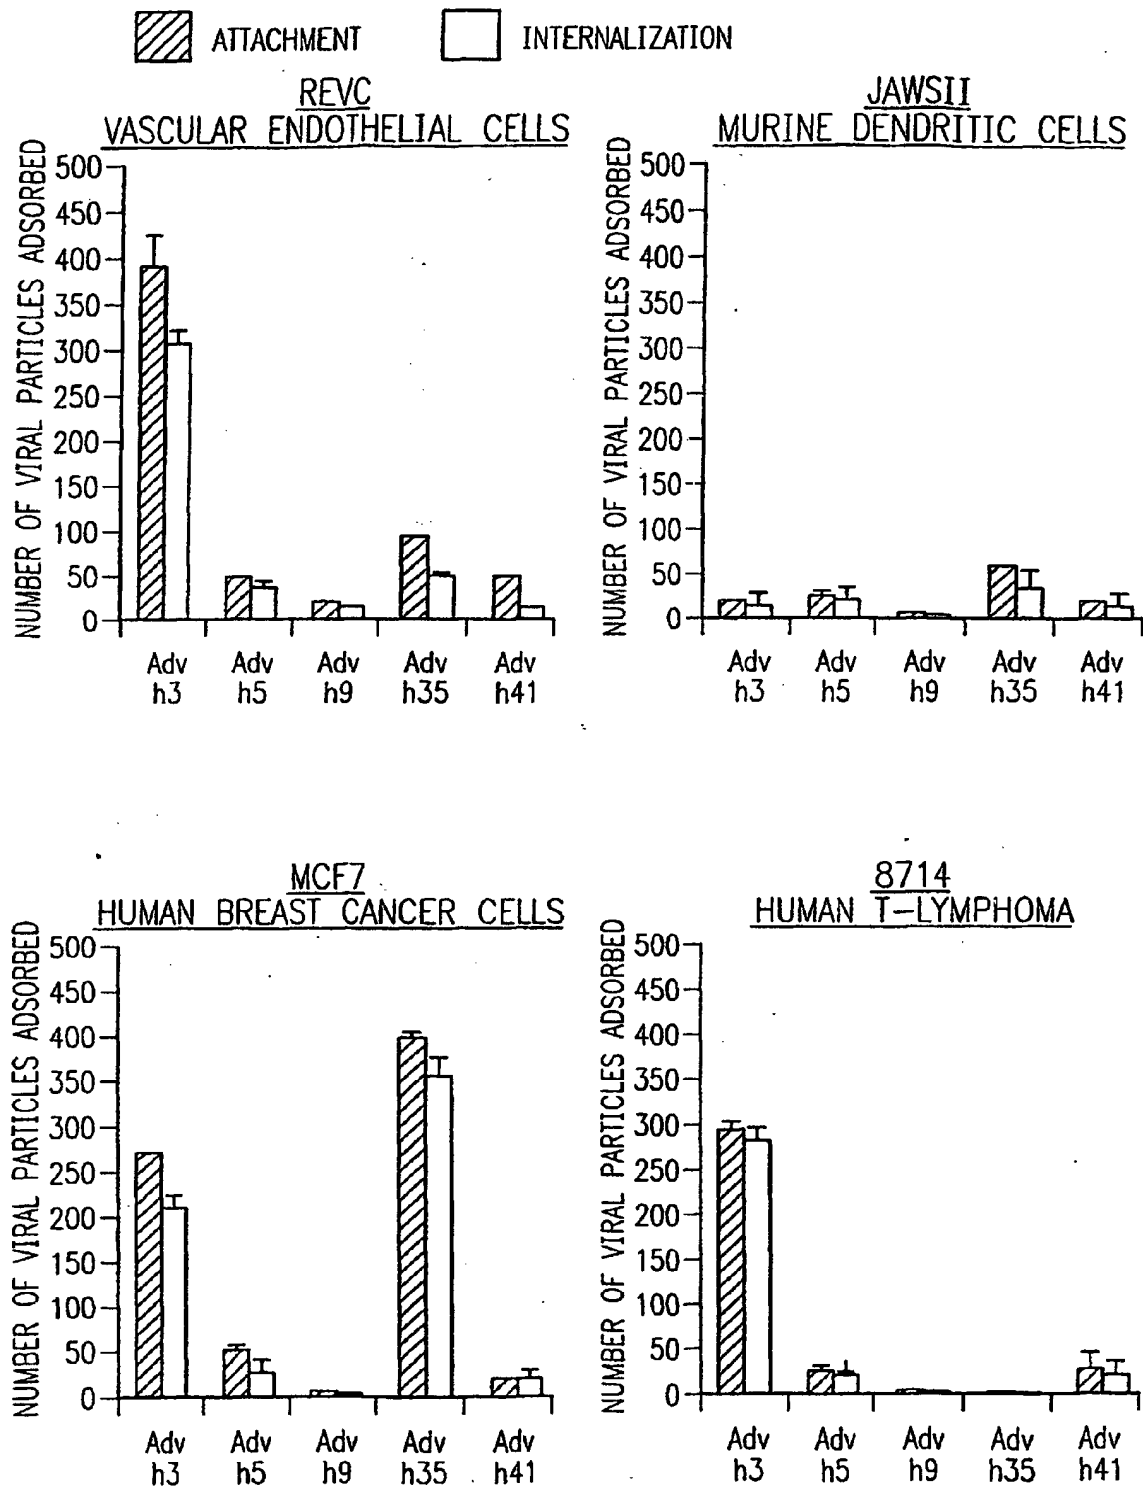 ATTACHMENT INTERNALIZATION
REVC
VASCULAR ENDOTHELIAL CELLS
NUMBER OF VIRAL PARTICLES ADSORBED
500
450
400
350
300
250
200
150
100
50
0
Adv Adv Adv Adv Adv
h3 h5 h9 h35 h41
JAWSII
MURINE DENDRITIC CELLS
NUMBER OF VIRAL PARTICLES ADSORBED
500
450
400
350
300
250
200
150
100
50
0
Adv Adv Adv Adv Adv
h3 h5 h9 h35 h41
MCF7
HUMAN BREAST CANCER CELLS
NUMBER OF VIRAL PARTICLES ADSORBED
500
450
400
350
300
250
200
150
100
50
0
Adv Adv Adv Adv Adv
h3 h5 h9 h35 h41
8714
HUMAN T-LYMPHOMA
NUMBER OF VIRAL PARTICLES ADSORBED
500
450
400
350
300
250
200
150
100
50
0
Adv Adv Adv Adv Adv
h3 h5 h9 h35 h41